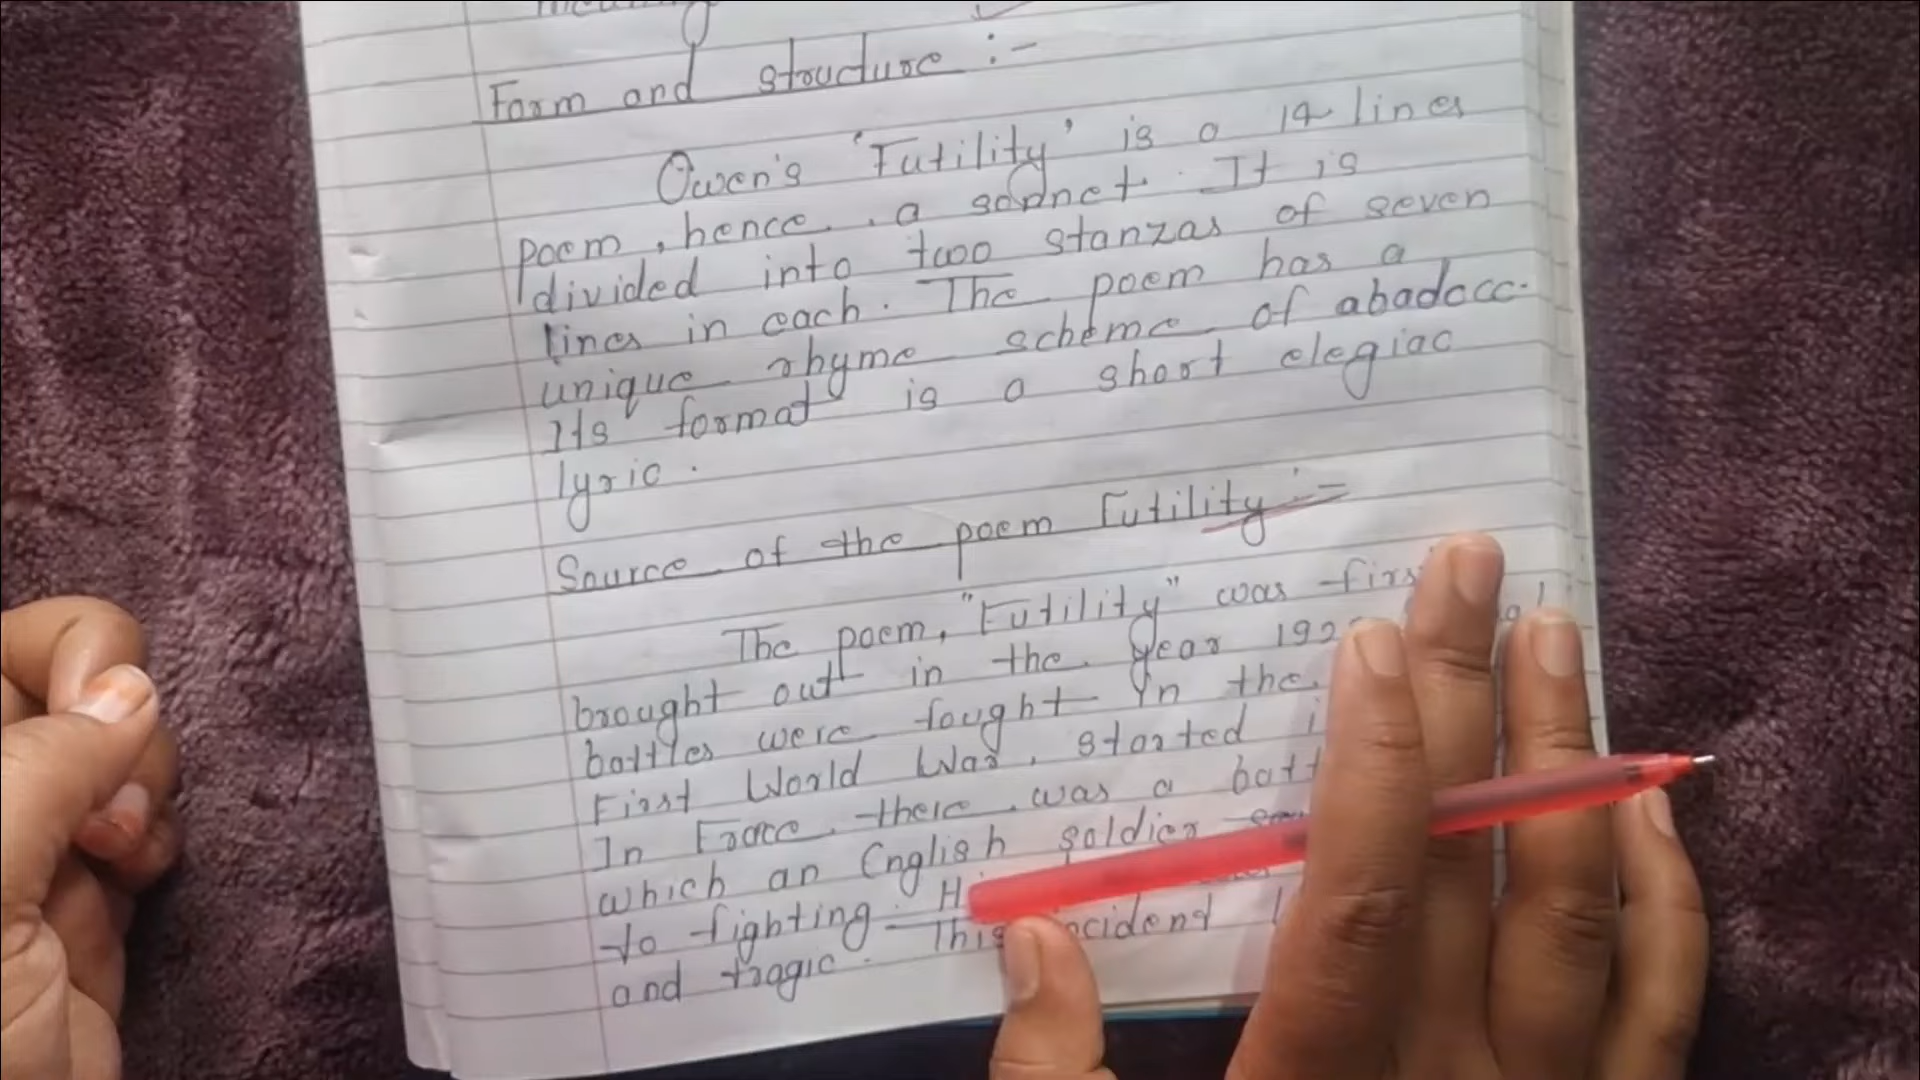 Form and structure :-
Owen's 'Futility' is a 14 lines
poem, hence, a sonnet. It is
divided into two stanzas of seven
lines in each. The poem has a
unique rhyme scheme of abadccc.
Its format is a short elegiac
lyric.
Source of the poem Futility :-
The poem, "Futility" was
brought out in the year
battles were fought in the
First World War, started
In France, there was a
which an English soldier
to fighting.
and tragic. This